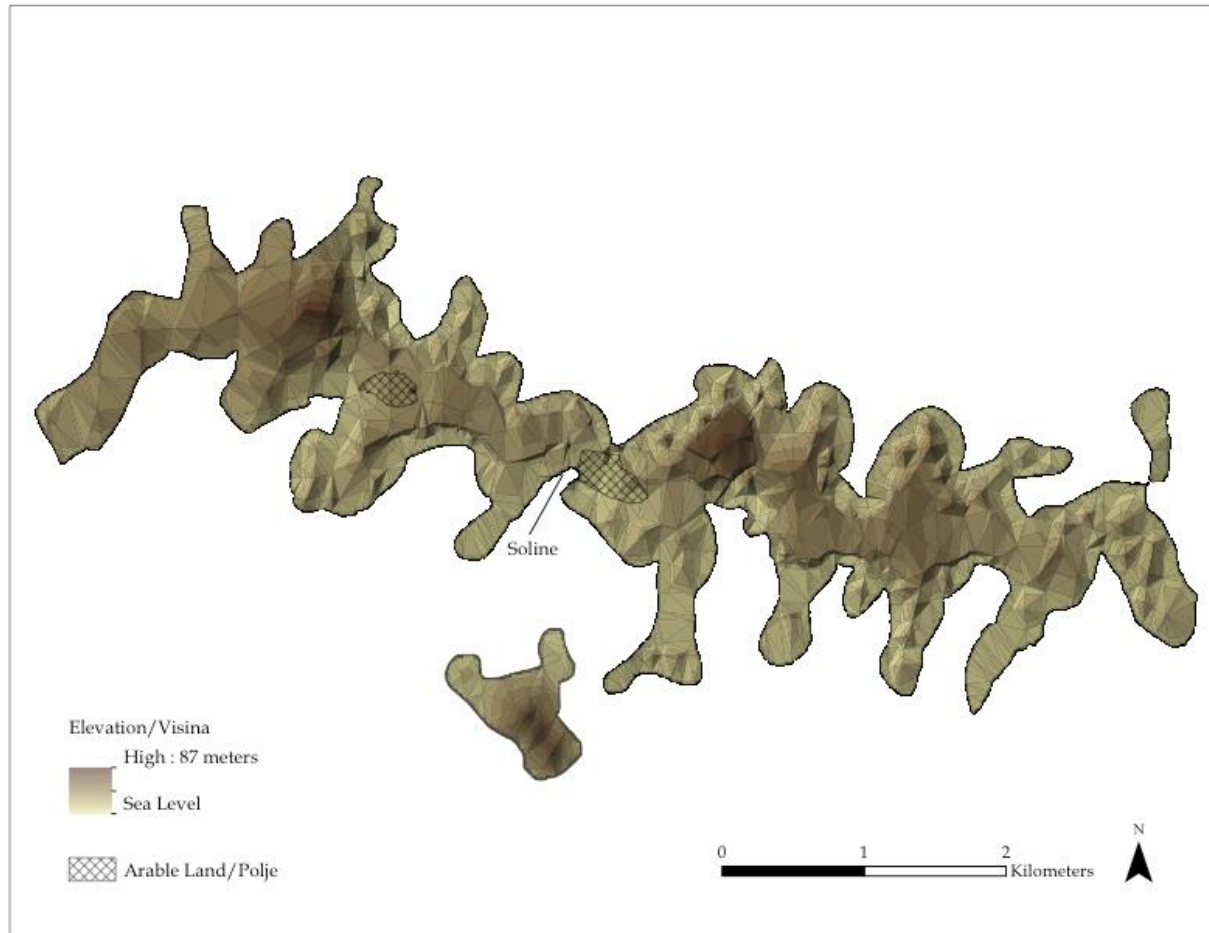 Soline
Elevation/Visina
High : 87 meters
Sea Level
Arable Land/Polje
N
0 1 2
Kilometers